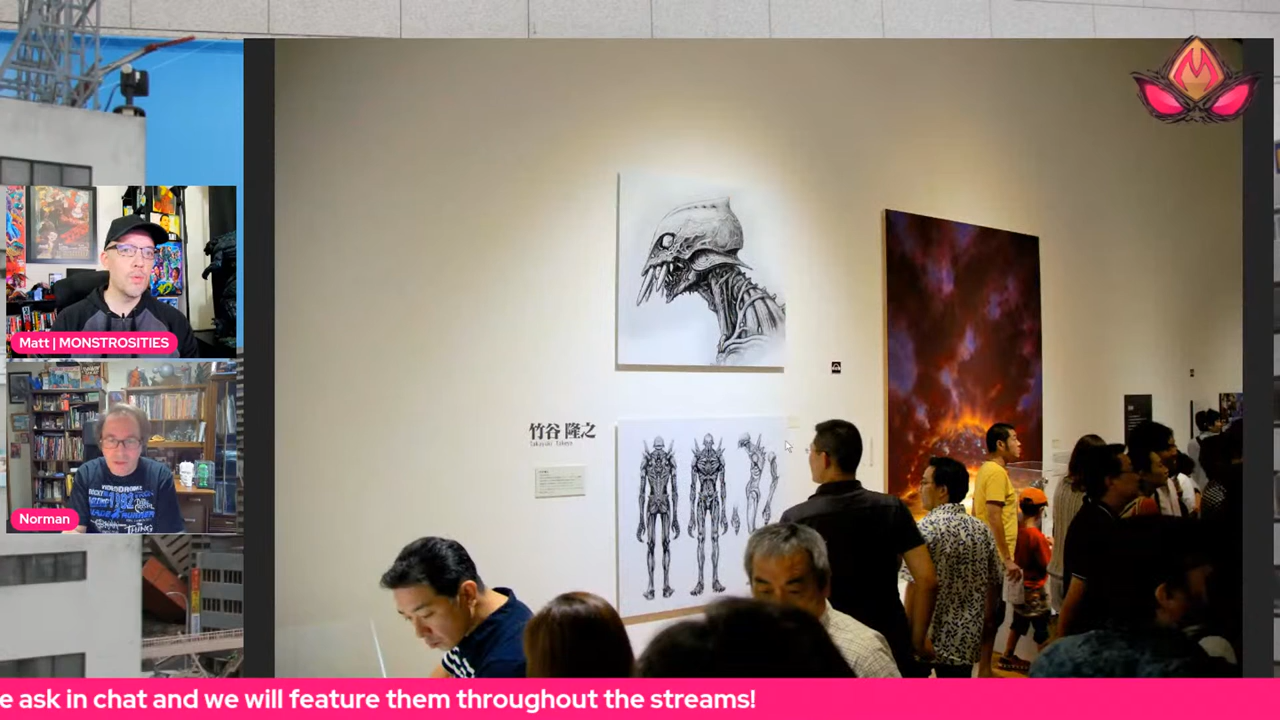 Matt | MONSTROSITIES
Norman
竹谷 隆之
Takayuki Takeya
e ask in chat and we will feature them throughout the streams!